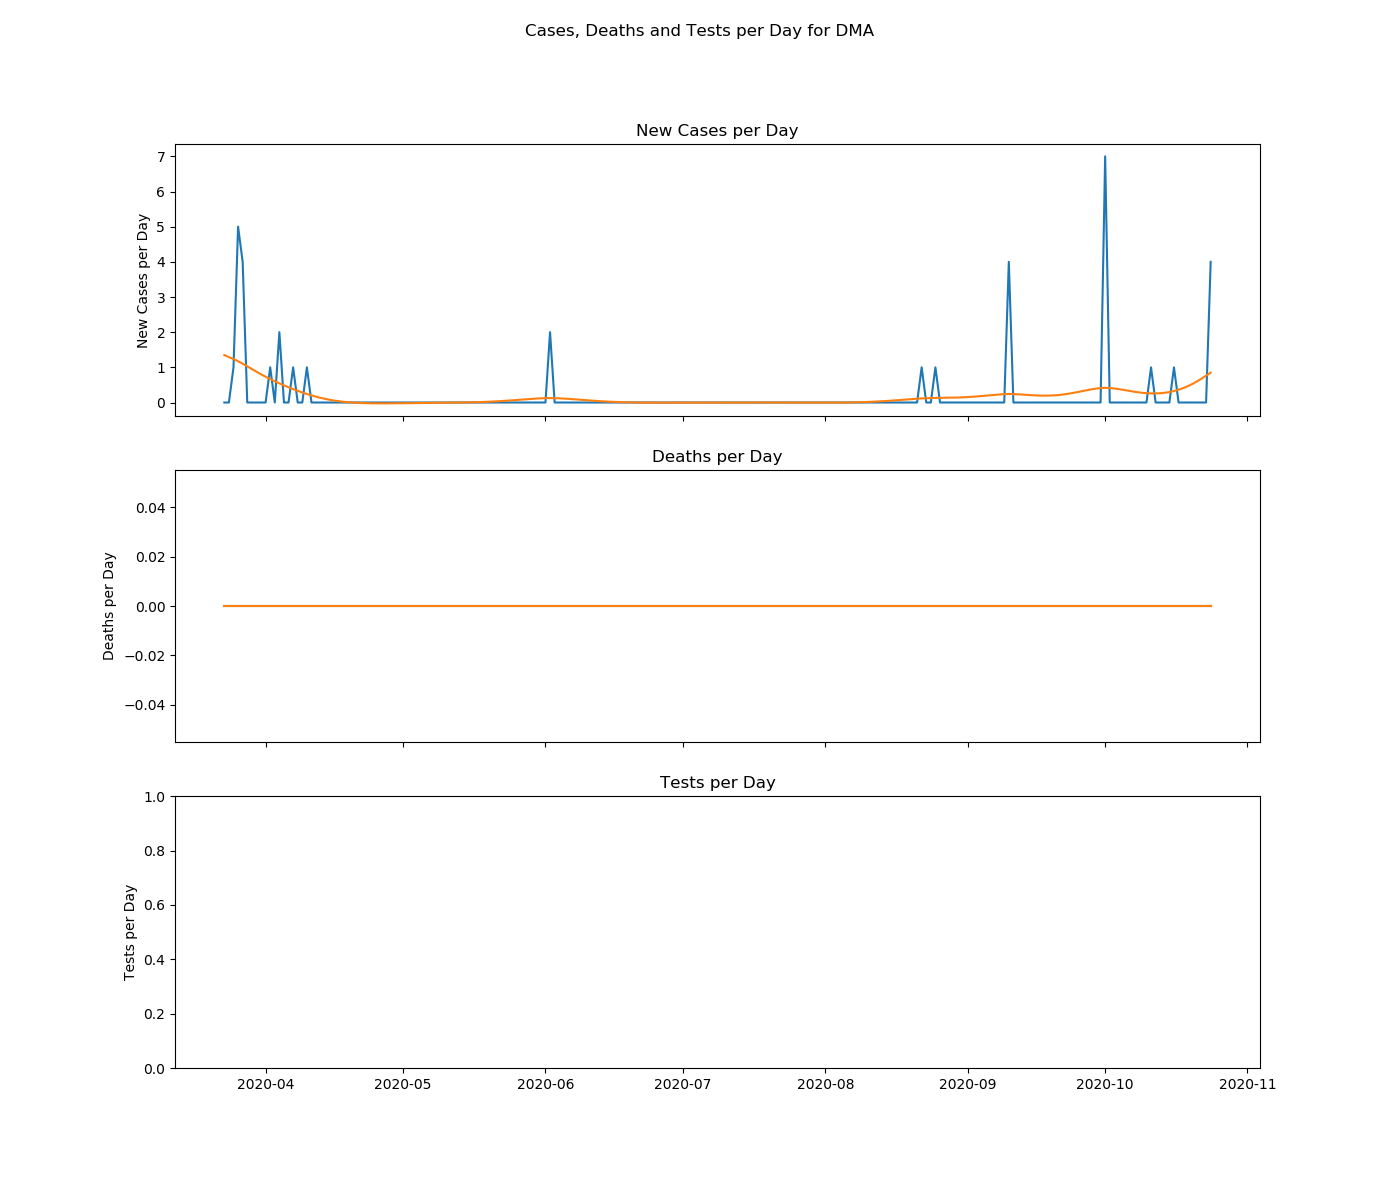 Cases, Deaths and Tests per Day for DMA
New Cases per Day
New Cases per Day
7
6
5
4
3
2
1
0
Deaths per Day
Deaths per Day
0.04
0.02
0.00
−0.02
−0.04
Tests per Day
Tests per Day
1.0
0.8
0.6
0.4
0.2
0.0
2020-04 2020-05 2020-06 2020-07 2020-08 2020-09 2020-10 2020-11